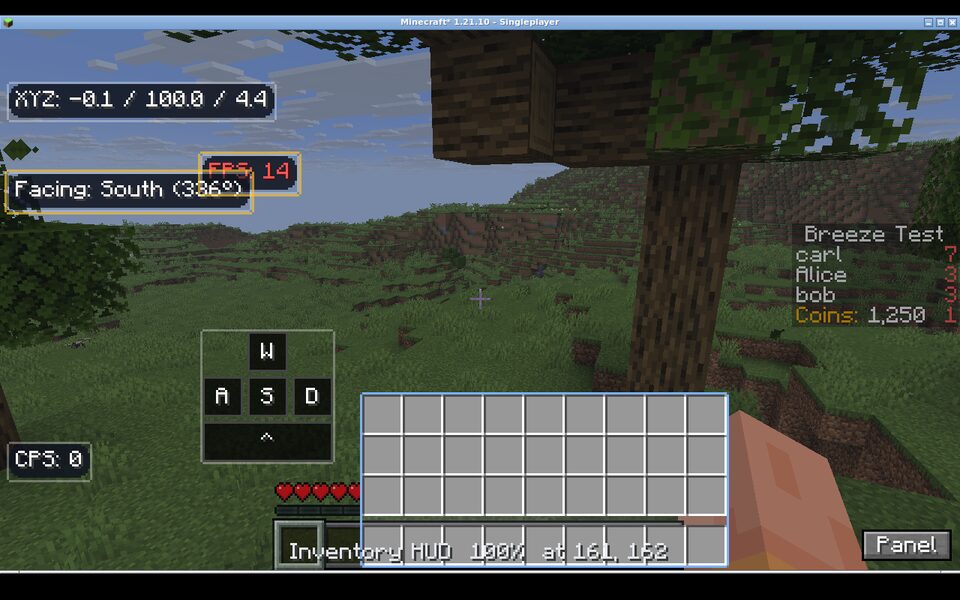 Minecraft* 1.21.10 - Singleplayer
XYZ: -0.1 / 100.0 / 4.4
FPS: 14
Facing: South (336°)
Breeze Test
carl 7
Alice 3
bob 3
Coins: 1,250 1
W
A S D
^
CPS: 0
Inventory HUD 100% at 161, 162
Panel